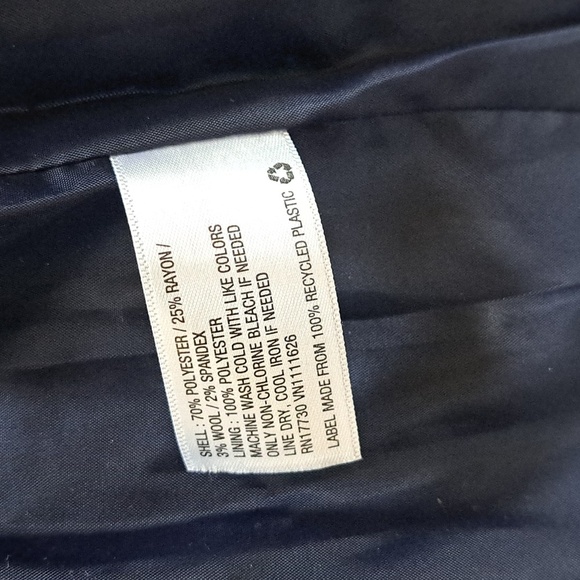 SHELL : 70% POLYESTER / 25% RAYON /
3% WOOL / 2% SPANDEX
LINING : 100% POLYESTER
MACHINE WASH COLD WITH LIKE COLORS
ONLY NON-CHLORINE BLEACH IF NEEDED
LINE DRY, COOL IRON IF NEEDED
RN17730 VN1111626
LABEL MADE FROM 100% RECYCLED PLASTIC